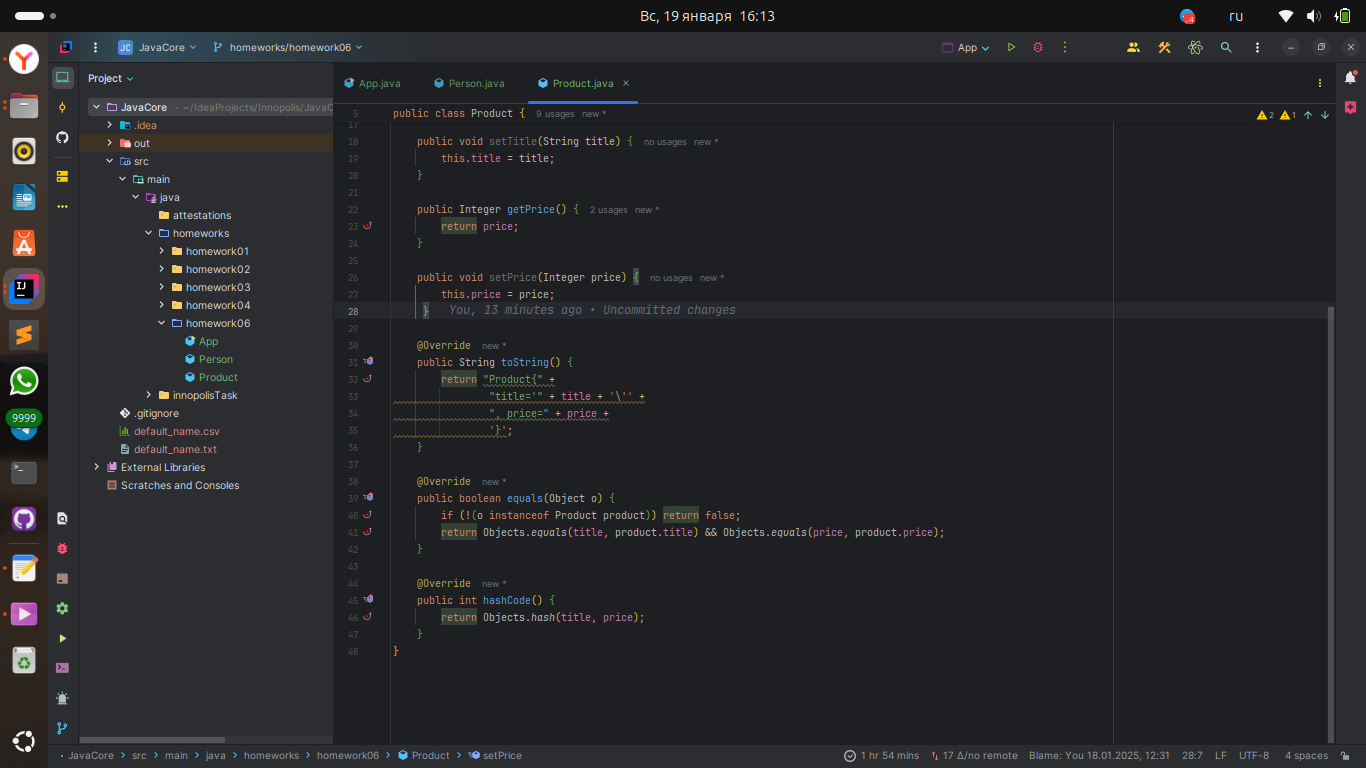 Вс, 19 января 16:13
ru
JavaCore
homeworks/homework06
App
Project
App.java
Person.java
Product.java
JavaCore - ~/IdeaProjects/Innopolis/JavaC
.idea
out
src
main
java
attestations
homeworks
homework01
homework02
homework03
homework04
homework06
App
Person
Product
innopolisTask
.gitignore
default_name.csv
default_name.txt
External Libraries
Scratches and Consoles
9999
5 public class Product { 9 usages new *
2 1
17
18 public void setTitle(String title) { no usages new *
19 this.title = title;
20 }
21
22 public Integer getPrice() { 2 usages new *
23 return price;
24 }
25
26 public void setPrice(Integer price) { no usages new *
27 this.price = price;
28 } You, 13 minutes ago • Uncommitted changes
29
30 @Override new *
31 public String toString() {
32 return "Product{" +
33 "title='" + title + '\'' +
34 ", price=" + price +
35 '}';
36 }
37
38 @Override new *
39 public boolean equals(Object o) {
40 if (!(o instanceof Product product)) return false;
41 return Objects.equals(title, product.title) && Objects.equals(price, product.price);
42 }
43
44 @Override new *
45 public int hashCode() {
46 return Objects.hash(title, price);
47 }
48 }
JavaCore > src > main > java > homeworks > homework06 > Product > setPrice
1 hr 54 mins
17 Δ/no remote
Blame: You 18.01.2025, 12:31
28:7
LF
UTF-8
4 spaces